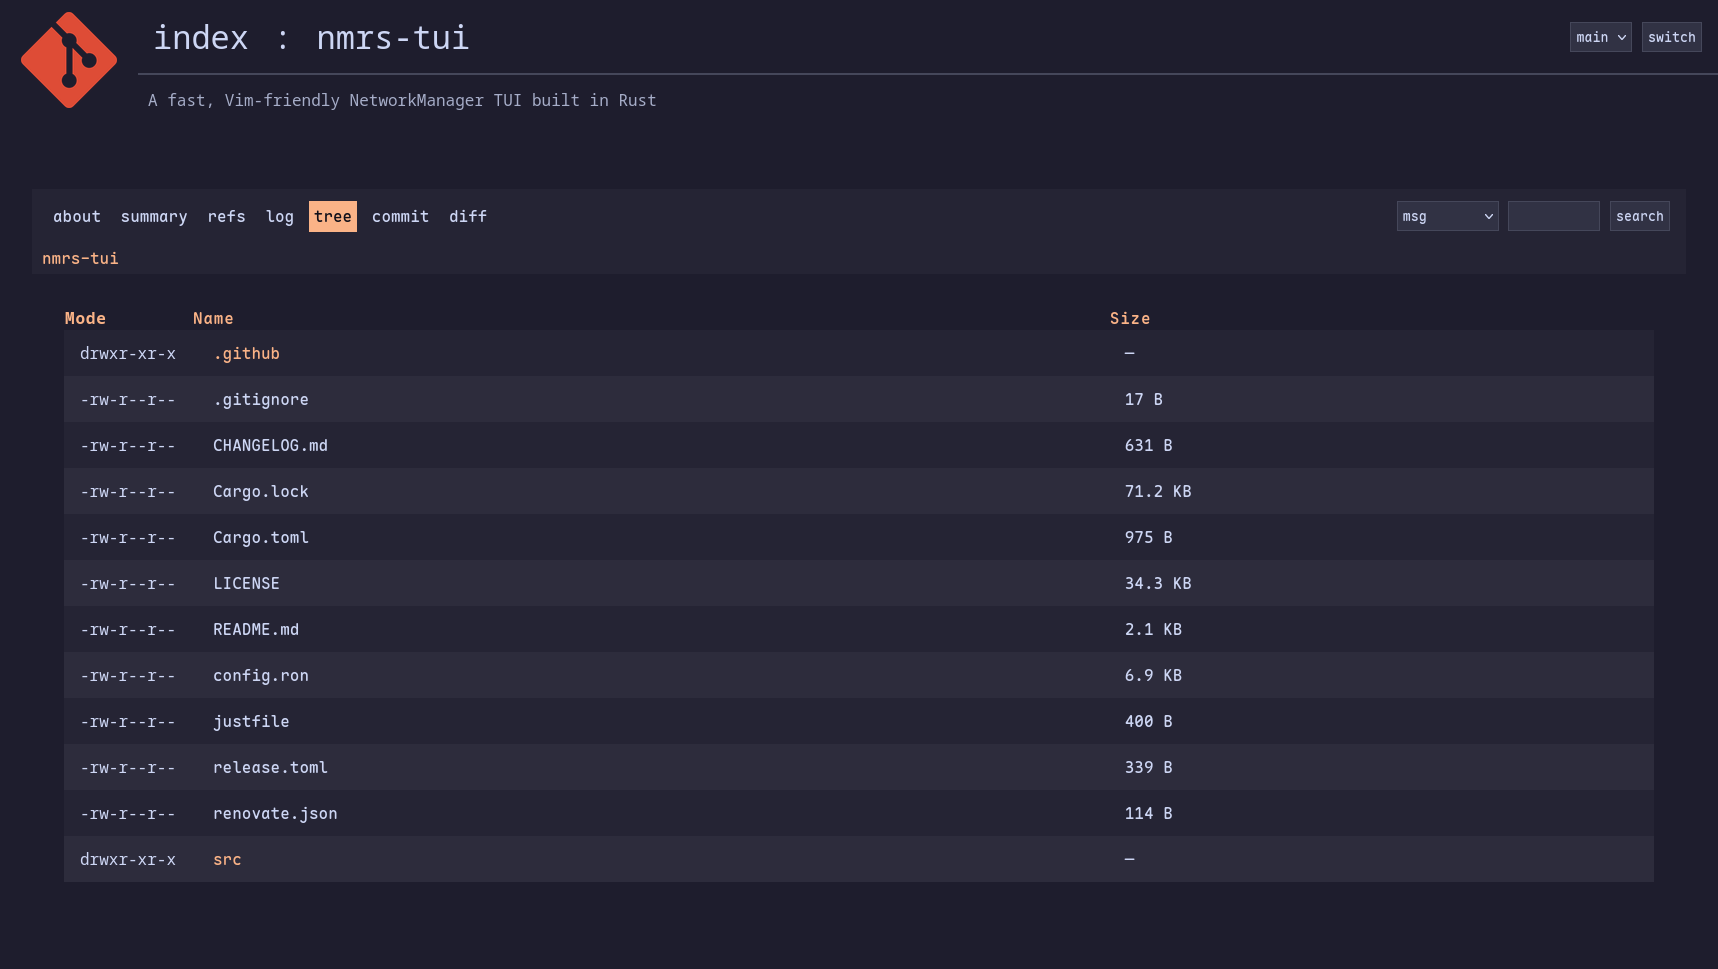 index : nmrs-tui
main switch
A fast, Vim-friendly NetworkManager TUI built in Rust
about summary refs log tree commit diff msg search
nmrs-tui
Mode Name Size
drwxr-xr-x .github —
-rw-r--r-- .gitignore 17 B
-rw-r--r-- CHANGELOG.md 631 B
-rw-r--r-- Cargo.lock 71.2 KB
-rw-r--r-- Cargo.toml 975 B
-rw-r--r-- LICENSE 34.3 KB
-rw-r--r-- README.md 2.1 KB
-rw-r--r-- config.ron 6.9 KB
-rw-r--r-- justfile 400 B
-rw-r--r-- release.toml 339 B
-rw-r--r-- renovate.json 114 B
drwxr-xr-x src —